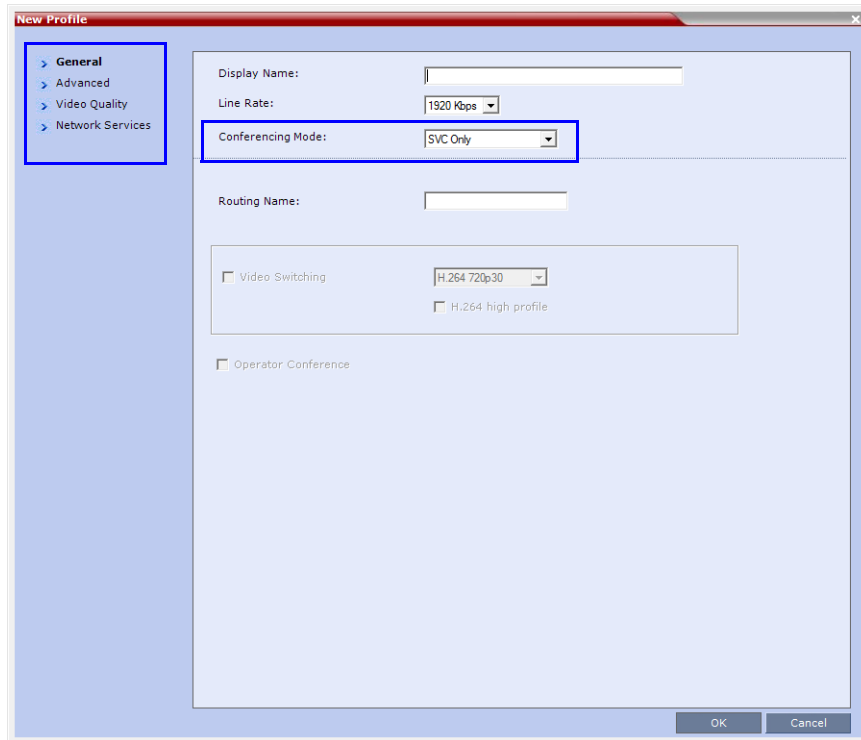 New Profile
General
Advanced
Video Quality
Network Services
Display Name:
Line Rate: 1920 Kbps
Conferencing Mode: SVC Only
Routing Name:
Video Switching H.264 720p30
H.264 high profile
Operator Conference
OK Cancel